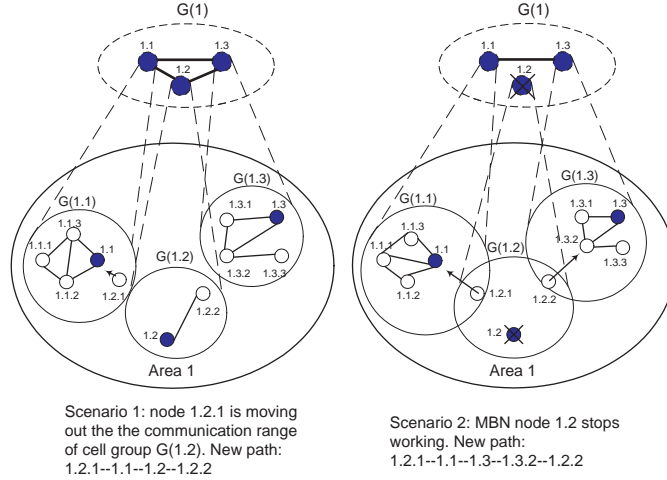 G(1)
1.1
1.3
1.2
G(1.1)
G(1.3)
G(1.2)
1.1.3
1.1.1
1.1
1.1.2
1.2.1
1.3.1
1.3
1.3.2
1.3.3
1.2.2
1.2
Area 1
Scenario 1: node 1.2.1 is moving
out the the communication range
of cell group G(1.2). New path:
1.2.1--1.1--1.2--1.2.2
G(1)
1.1
1.3
1.2
G(1.1)
G(1.3)
G(1.2)
1.1.3
1.1.1
1.1
1.1.2
1.2.1
1.3.1
1.3
1.3.2
1.3.3
1.2.2
1.2
Area 1
Scenario 2: MBN node 1.2 stops
working. New path:
1.2.1--1.1--1.3--1.3.2--1.2.2